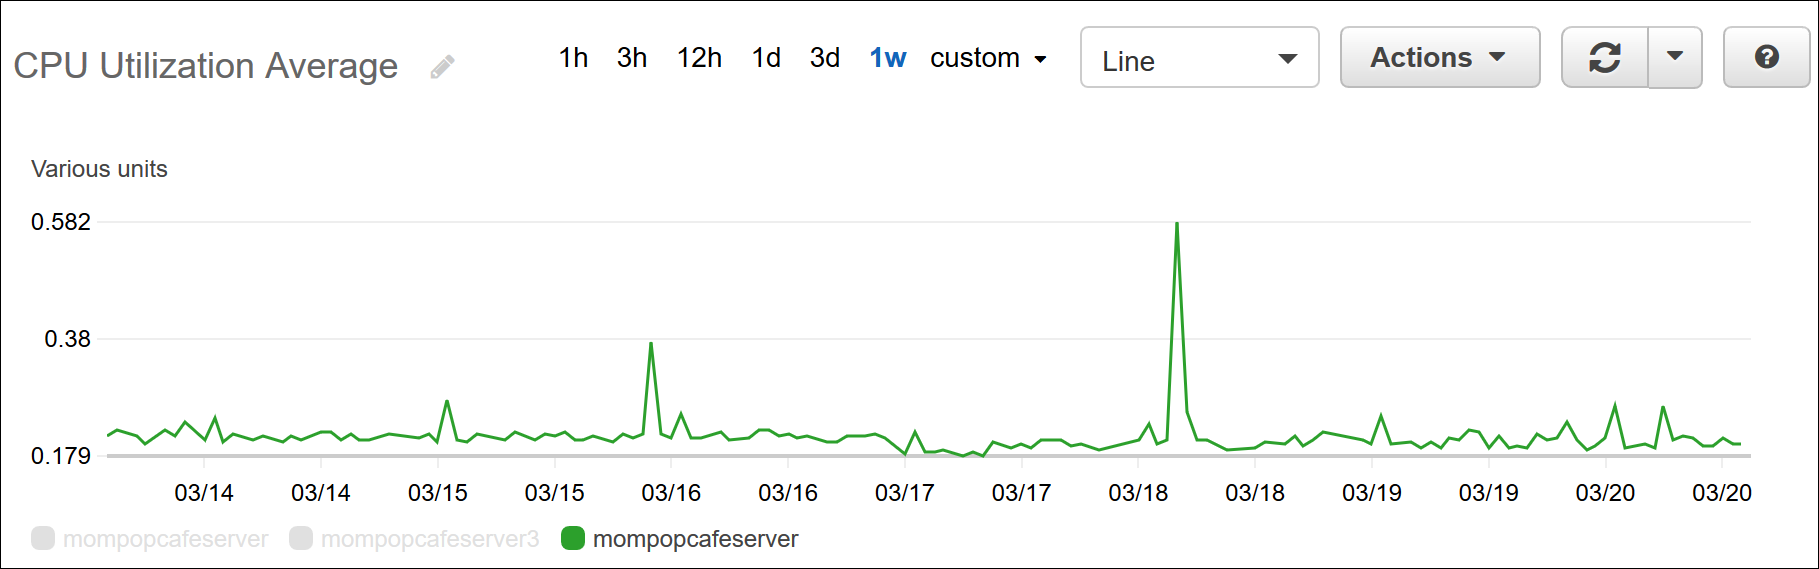 CPU Utilization Average
1h 3h 12h 1d 3d 1w custom
Line
Actions
?
Various units
0.582
0.38
0.179
03/14 03/14 03/15 03/15 03/16 03/16 03/17 03/17 03/18 03/18 03/19 03/19 03/20 03/20
mompopcafeserver mompopcafeserver3 mompopcafeserver